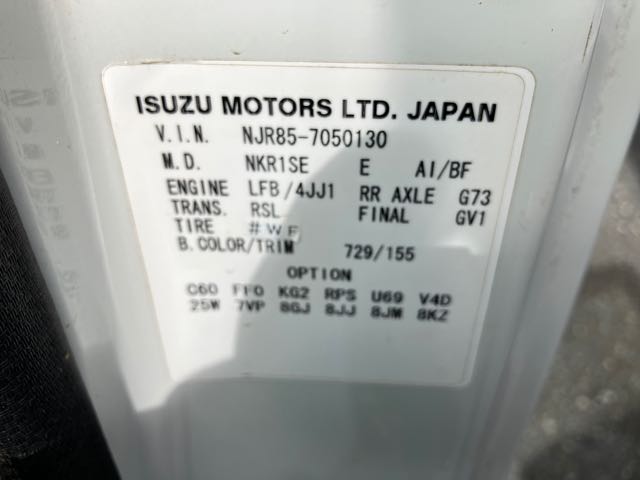 ISUZU MOTORS LTD. JAPAN
V.I.N. NJR85-7050130
M.D. NKR1SE E AI/BF
ENGINE LFB/4JJ1 RR AXLE G73
TRANS. RSL FINAL GV1
TIRE #WF
B.COLOR/TRIM 729/155
OPTION
C60 FF0 KG2 RPS U69 V4D
25W 7VP 8GJ 8JJ 8JM 8KZ